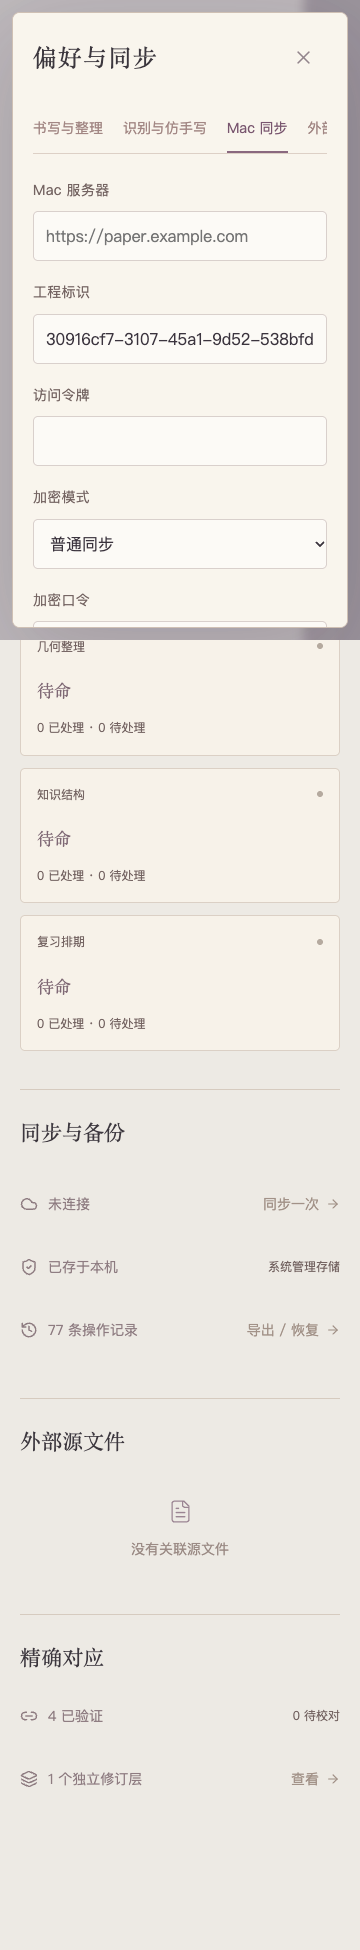 偏好与同步
书写与整理 识别与仿手写 Mac 同步 外部
Mac 服务器
https://paper.example.com
工程标识
30916cf7-3107-45a1-9d52-538bfd
访问令牌
加密模式
普通同步
加密口令
几何整理
待命
0 已处理 · 0 待处理
知识结构
待命
0 已处理 · 0 待处理
复习排期
待命
0 已处理 · 0 待处理
同步与备份
未连接 同步一次 →
已存于本机 系统管理存储
77 条操作记录 导出 / 恢复 →
外部源文件
没有关联源文件
精确对应
4 已验证 0 待校对
1 个独立修订层 查看 →